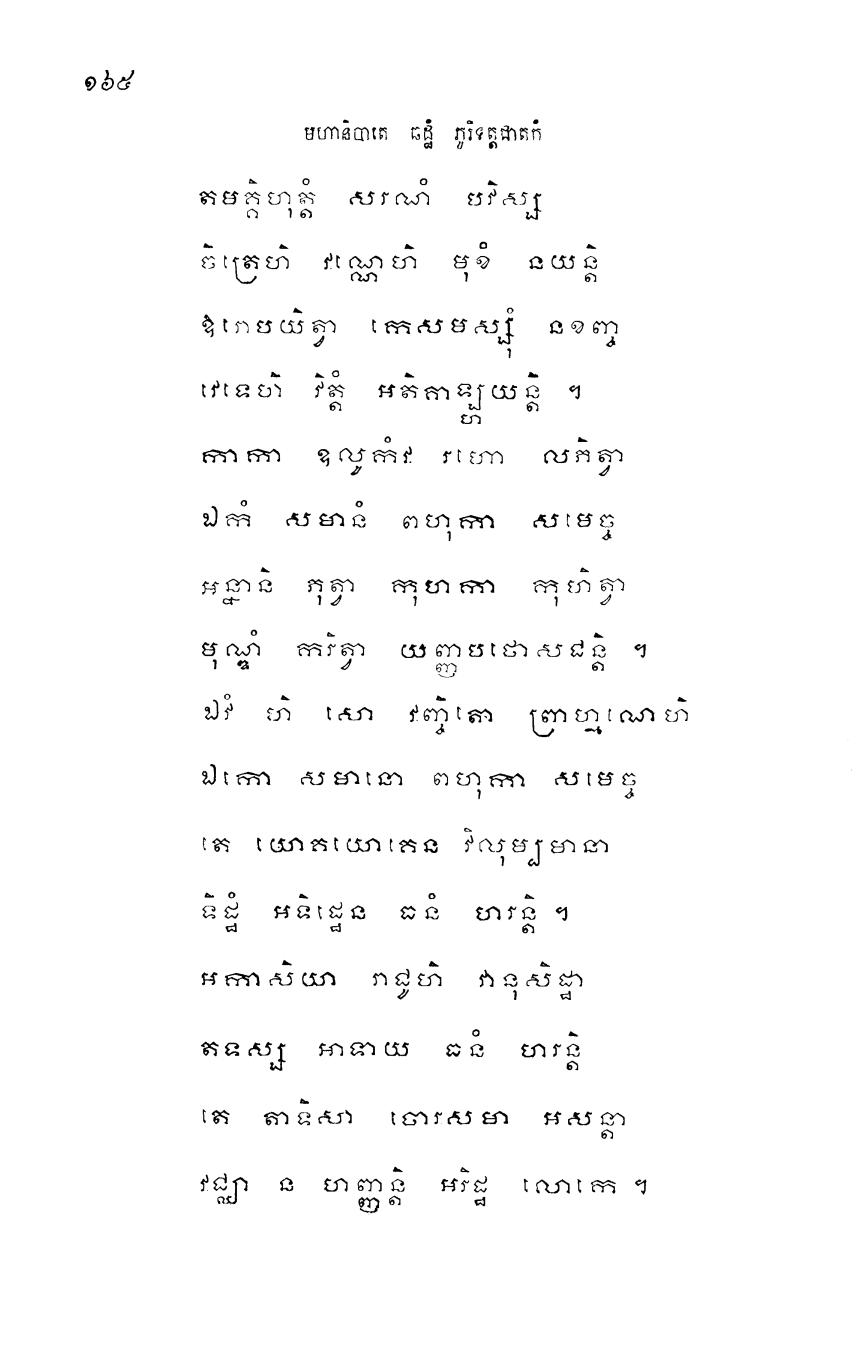 ១៦៥
មហានិបាតេ ធដ្ឋំ ភូរិទត្តជាតកំ
តមគ្គិហុត្តំ សរណំ បវិស្ស
ចិត្រេហិ វណ្ណេហិ មុខំ នយន្តិ
ឱរោបយិត្វា កេសមស្សុំ នខញ្ច
វេទេហិ វិត្តំ អតិគាឡ្ហយន្តិ ។
កាកា ឧលូកំវ រហោ លភិត្វា
ឯកំ សមានំ ពហុកា សមេច្ច
អន្នានិ ភុត្វា កុហកា កុហិត្វា
មុណ្ឌំ ករិត្វា យញ្ញបថោសជន្តិ ។
ឯវំ ហិ សោ វញ្ចិតោ ព្រាហ្មណេហិ
ឯកោ សមានោ ពហុកា សមេច្ច
តេ យោគយោគេន វិលុម្បមានា
ទិដ្ឋំ អទិដ្ឋេន ធនំ ហរន្តិ ។
អកាសិយា រាជូហិ វានុសិដ្ឋា
តទស្ស អាទាយ ធនំ ហរន្តិ
តេ តាទិសា ចោរសមា អសន្តា
វជ្ឈា ន ហញ្ញន្តិ អរិដ្ឋ លោកេ ។